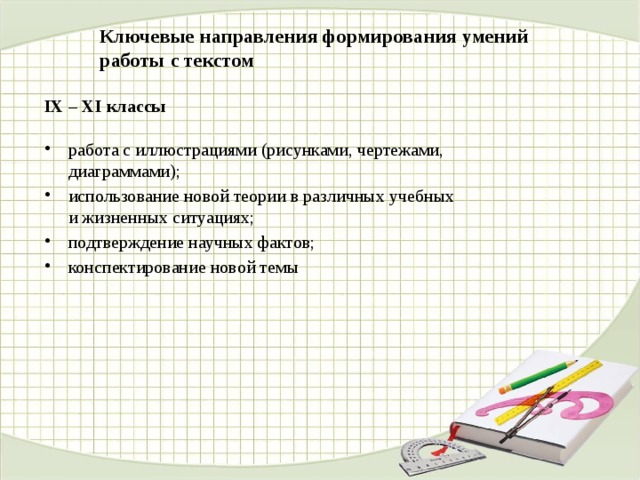 Ключевые направления формирования умений
работы с текстом
IX – XI классы
• работа с иллюстрациями (рисунками, чертежами,
диаграммами);
• использование новой теории в различных учебных
и жизненных ситуациях;
• подтверждение научных фактов;
• конспектирование новой темы